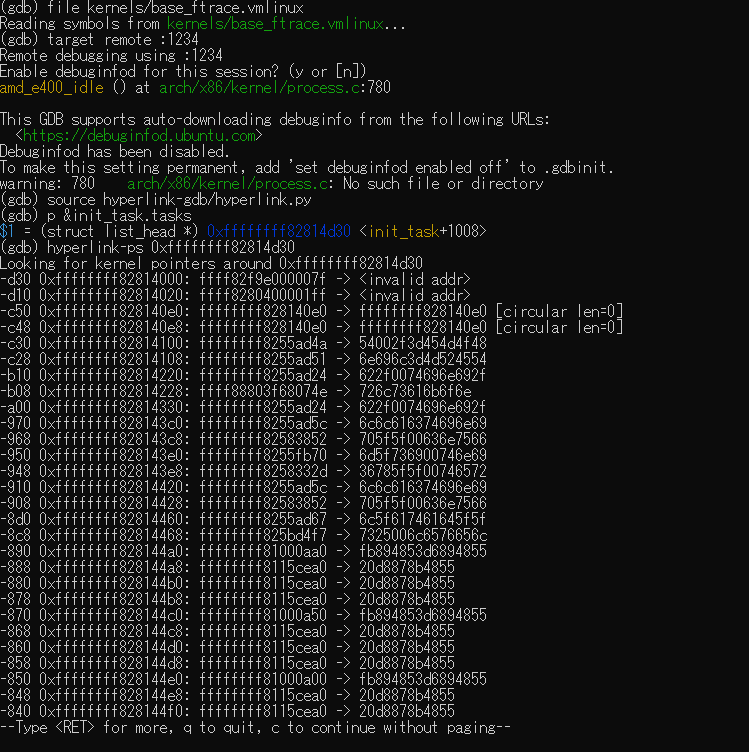 (gdb) file kernels/base_ftrace.vmlinux
Reading symbols from kernels/base_ftrace.vmlinux...
(gdb) target remote :1234
Remote debugging using :1234
Enable debuginfod for this session? (y or [n])
amd_e400_idle () at arch/x86/kernel/process.c:780

This GDB supports auto-downloading debuginfo from the following URLs:
  <https://debuginfod.ubuntu.com>
Debuginfod has been disabled.
To make this setting permanent, add 'set debuginfod enabled off' to .gdbinit.
warning: 780    arch/x86/kernel/process.c: No such file or directory
(gdb) source hyperlink-gdb/hyperlink.py
(gdb) p &init_task.tasks
$1 = (struct list_head *) 0xffffffff82814d30 <init_task+1008>
(gdb) hyperlink-ps 0xffffffff82814d30
Looking for kernel pointers around 0xffffffff82814d30
-d30 0xffffffff82814000: ffff82f9e000007f -> <invalid addr>
-d10 0xffffffff82814020: ffff8280400001ff -> <invalid addr>
-c50 0xffffffff828140e0: ffffffff828140e0 -> ffffffff828140e0 [circular len=0]
-c48 0xffffffff828140e8: ffffffff828140e0 -> ffffffff828140e0 [circular len=0]
-c30 0xffffffff82814100: ffffffff8255ad4a -> 54002f3d454d4f48
-c28 0xffffffff82814108: ffffffff8255ad51 -> 6e696c3d4d524554
-b10 0xffffffff82814220: ffffffff8255ad24 -> 622f0074696e692f
-b08 0xffffffff82814228: ffff88803f68074e -> 726c73616b6f6e
-a00 0xffffffff82814330: ffffffff8255ad24 -> 622f0074696e692f
-970 0xffffffff828143c0: ffffffff8255ad5c -> 6c6c616374696e69
-968 0xffffffff828143c8: ffffffff82583852 -> 705f5f00636e7566
-950 0xffffffff828143e0: ffffffff8255fb70 -> 6d5f736900746e69
-948 0xffffffff828143e8: ffffffff8258332d -> 36785f5f00746572
-910 0xffffffff82814420: ffffffff8255ad5c -> 6c6c616374696e69
-908 0xffffffff82814428: ffffffff82583852 -> 705f5f00636e7566
-8d0 0xffffffff82814460: ffffffff8255ad67 -> 6c5f617461645f5f
-8c8 0xffffffff82814468: ffffffff825bd4f7 -> 7325006c6576656c
-890 0xffffffff828144a0: ffffffff81000aa0 -> fb894853d6894855
-888 0xffffffff828144a8: ffffffff8115cea0 -> 20d8878b4855
-880 0xffffffff828144b0: ffffffff8115cea0 -> 20d8878b4855
-878 0xffffffff828144b8: ffffffff8115cea0 -> 20d8878b4855
-870 0xffffffff828144c0: ffffffff81000a50 -> fb894853d6894855
-868 0xffffffff828144c8: ffffffff8115cea0 -> 20d8878b4855
-860 0xffffffff828144d0: ffffffff8115cea0 -> 20d8878b4855
-858 0xffffffff828144d8: ffffffff8115cea0 -> 20d8878b4855
-850 0xffffffff828144e0: ffffffff81000a00 -> fb894853d6894855
-848 0xffffffff828144e8: ffffffff8115cea0 -> 20d8878b4855
-840 0xffffffff828144f0: ffffffff8115cea0 -> 20d8878b4855
--Type <RET> for more, q to quit, c to continue without paging--